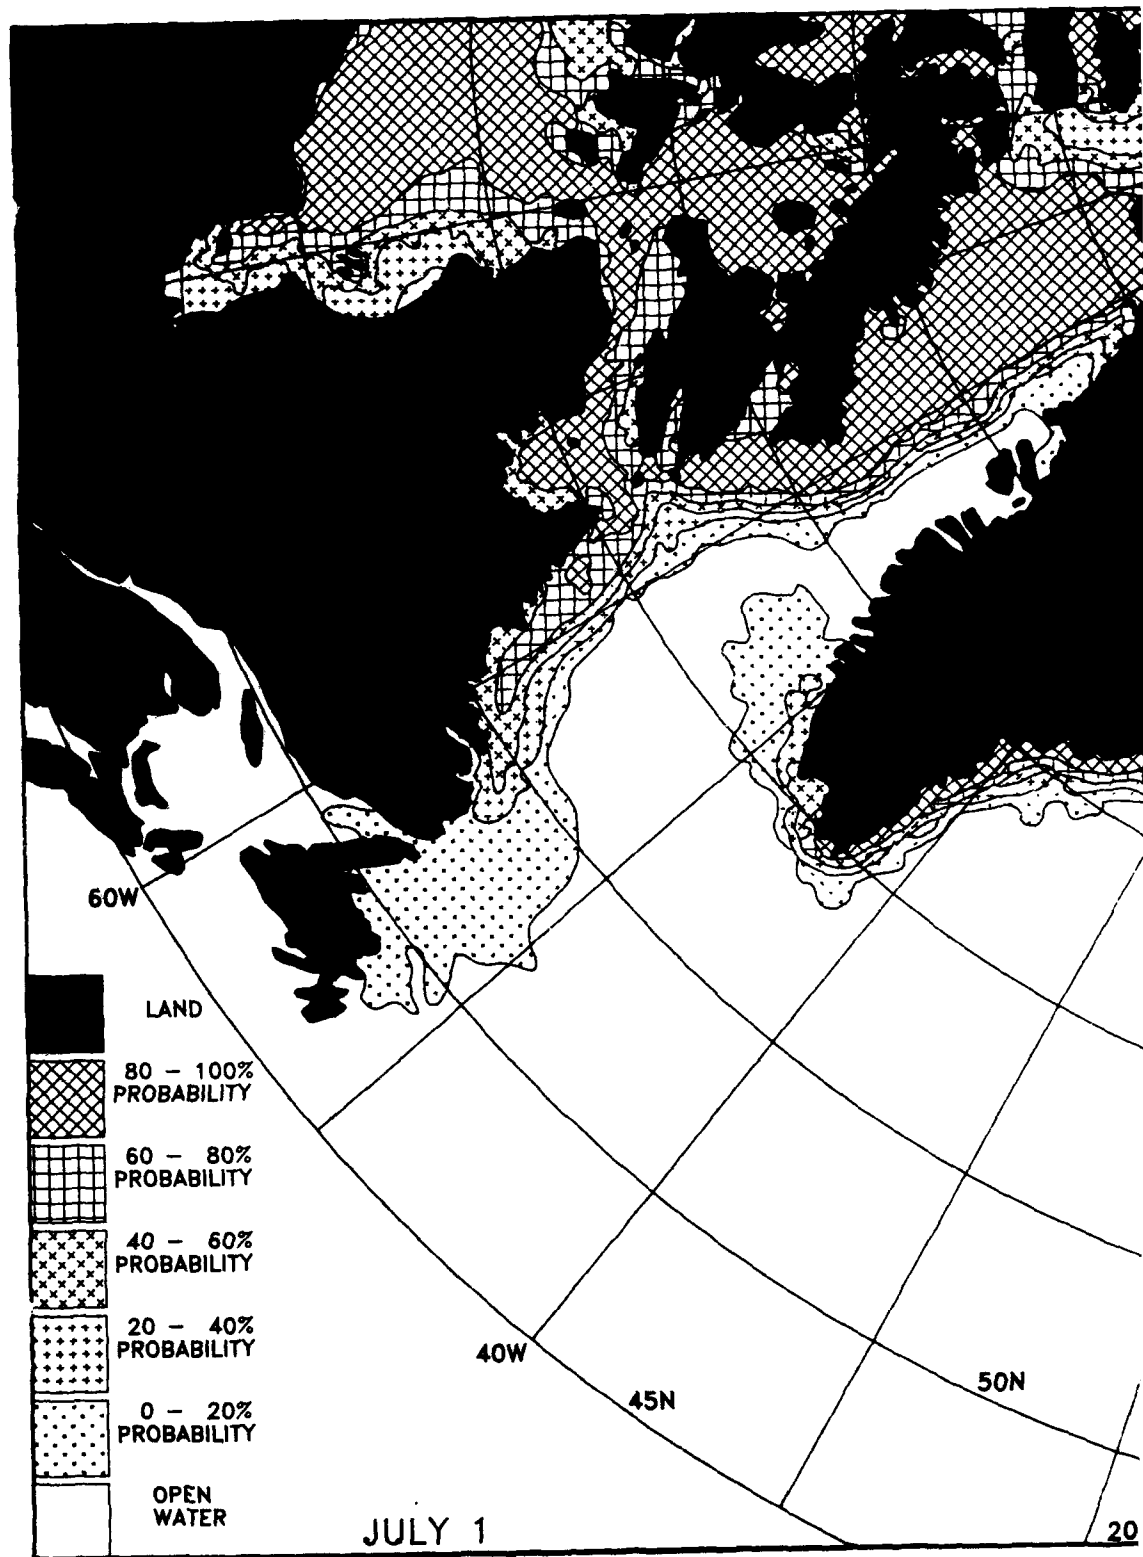 60W
LAND
80 – 100%
PROBABILITY
60 – 80%
PROBABILITY
40 – 60%
PROBABILITY
20 – 40%
PROBABILITY
0 – 20%
PROBABILITY
OPEN
WATER
40W
45N
50N
JULY 1
20